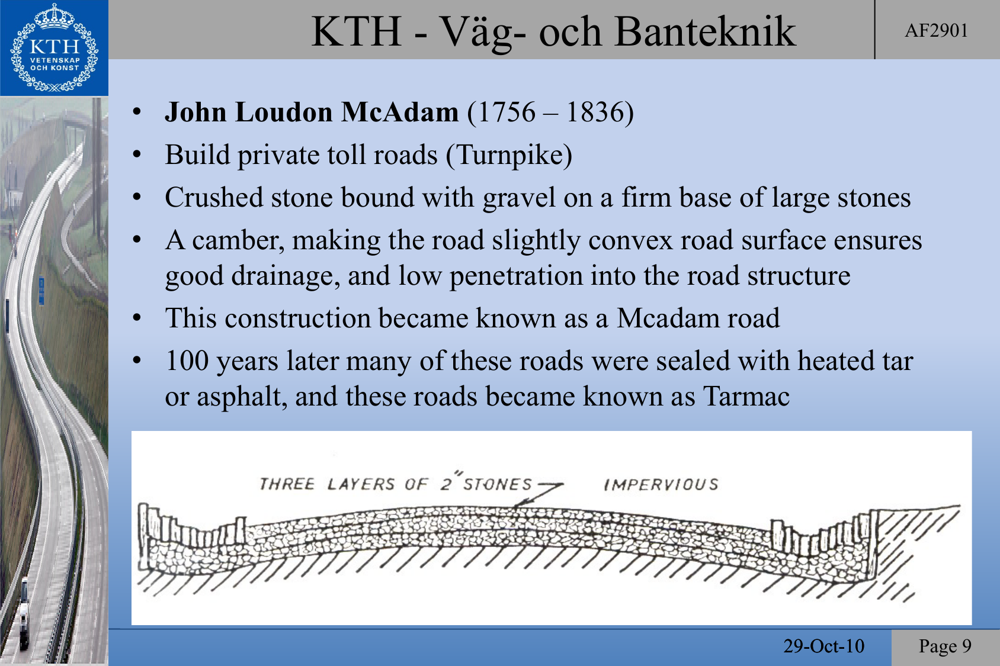 KTH
VETENSKAP
OCH KONST
KTH - Väg- och Banteknik
AF2901
• John Loudon McAdam (1756 – 1836)
• Build private toll roads (Turnpike)
• Crushed stone bound with gravel on a firm base of large stones
• A camber, making the road slightly convex road surface ensures
good drainage, and low penetration into the road structure
• This construction became known as a Mcadam road
• 100 years later many of these roads were sealed with heated tar
or asphalt, and these roads became known as Tarmac
THREE LAYERS OF 2" STONES
IMPERVIOUS
29-Oct-10
Page 9